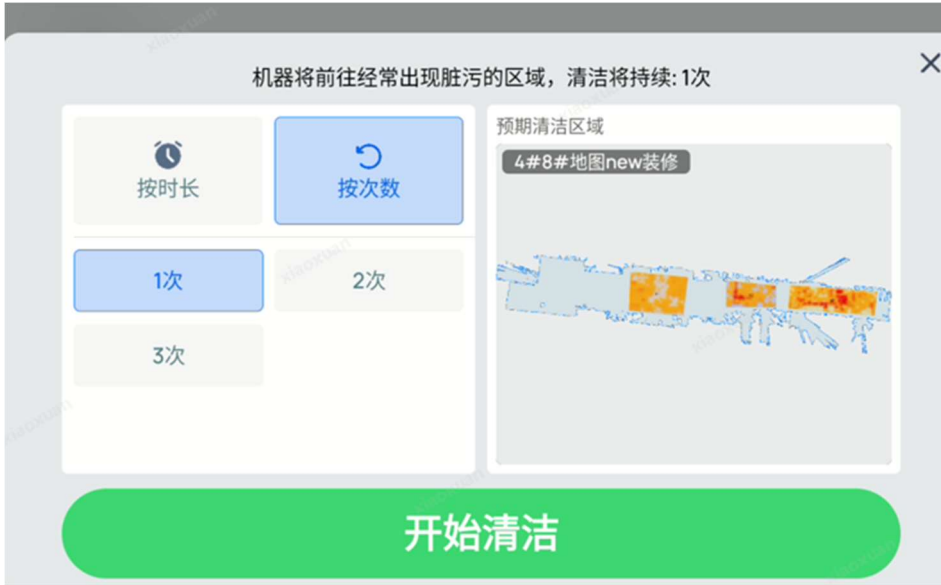 机器将前往经常出现脏污的区域，清洁将持续: 1次
按时长
按次数
1次
2次
3次
预期清洁区域
4#8#地图new装修
开始清洁
xiaoxuan